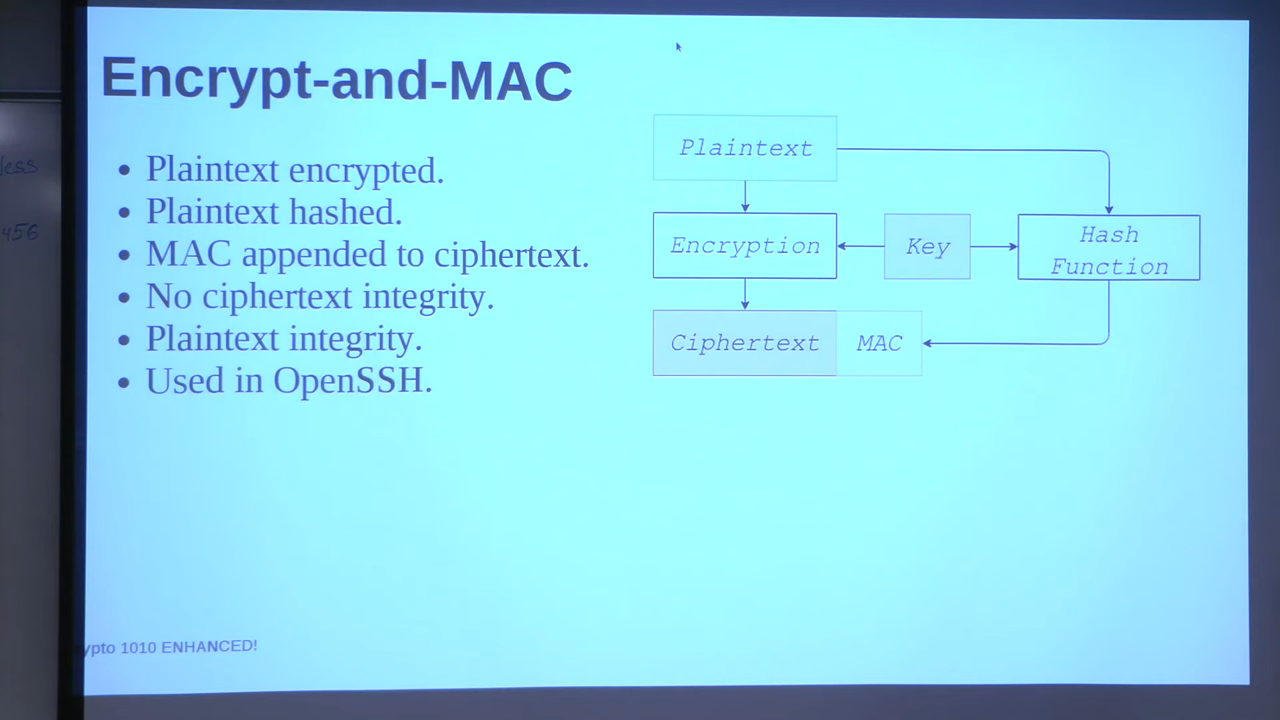 Encrypt-and-MAC
• Plaintext encrypted.
• Plaintext hashed.
• MAC appended to ciphertext.
• No ciphertext integrity.
• Plaintext integrity.
• Used in OpenSSH.
Plaintext
Encryption
Key
Hash
Function
Ciphertext
MAC
1010 ENHANCED!
456